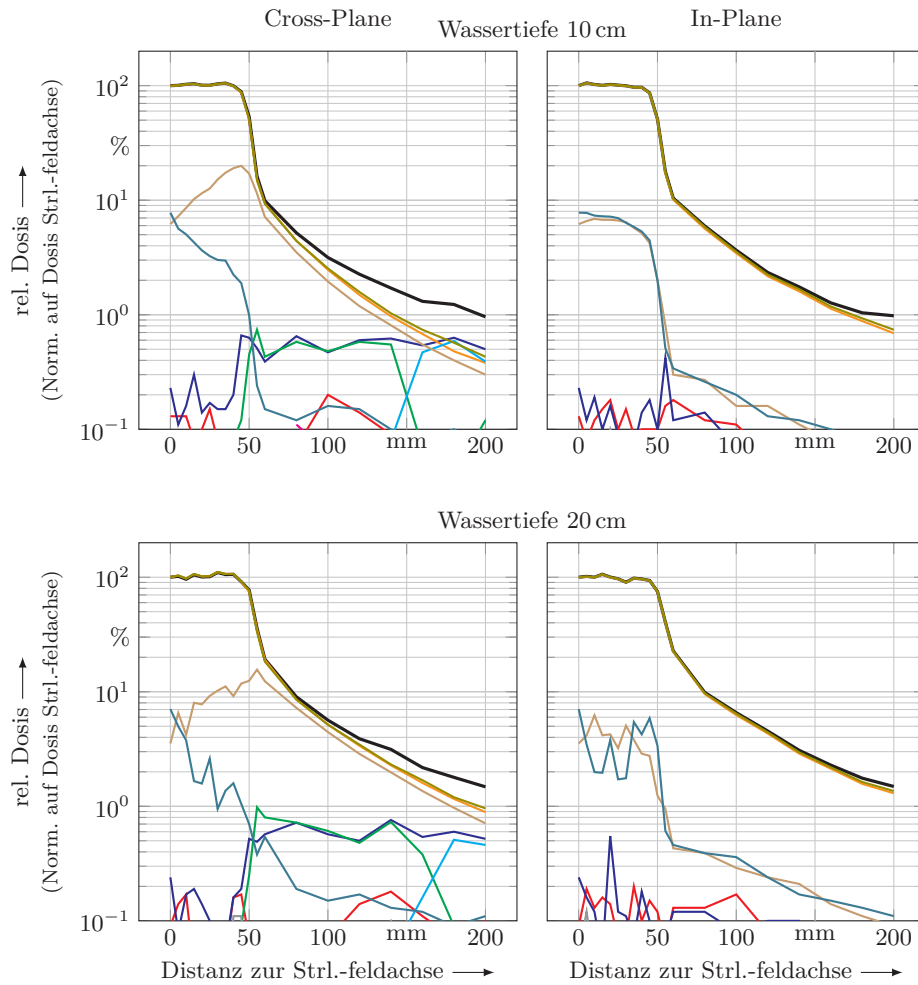 Cross-Plane
In-Plane
Wassertiefe 10 cm
rel. Dosis
(Norm. auf Dosis Strl.-feldachse)
10²
%
10¹
10⁰
10⁻¹
0 50 100 mm 200
0 50 100 mm 200
Wassertiefe 20 cm
rel. Dosis
(Norm. auf Dosis Strl.-feldachse)
10²
%
10¹
10⁰
10⁻¹
0 50 100 mm 200
0 50 100 mm 200
Distanz zur Strl.-feldachse
Distanz zur Strl.-feldachse